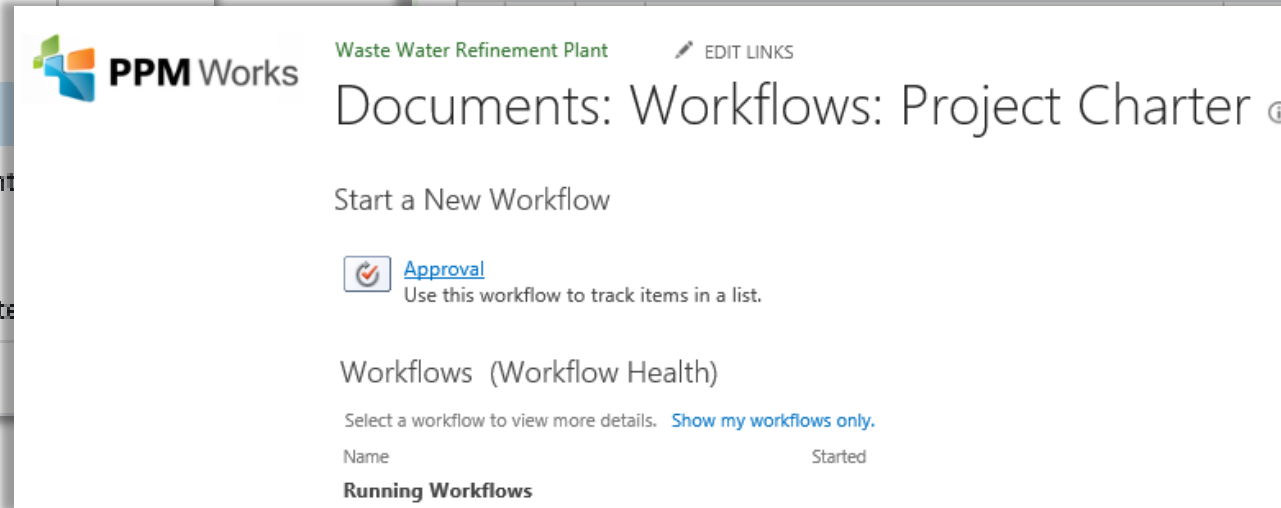 Waste Water Refinement Plant EDIT LINKS
PPM Works
Documents: Workflows: Project Charter
Start a New Workflow
Approval
Use this workflow to track items in a list.
Workflows (Workflow Health)
Select a workflow to view more details. Show my workflows only.
Name Started
Running Workflows